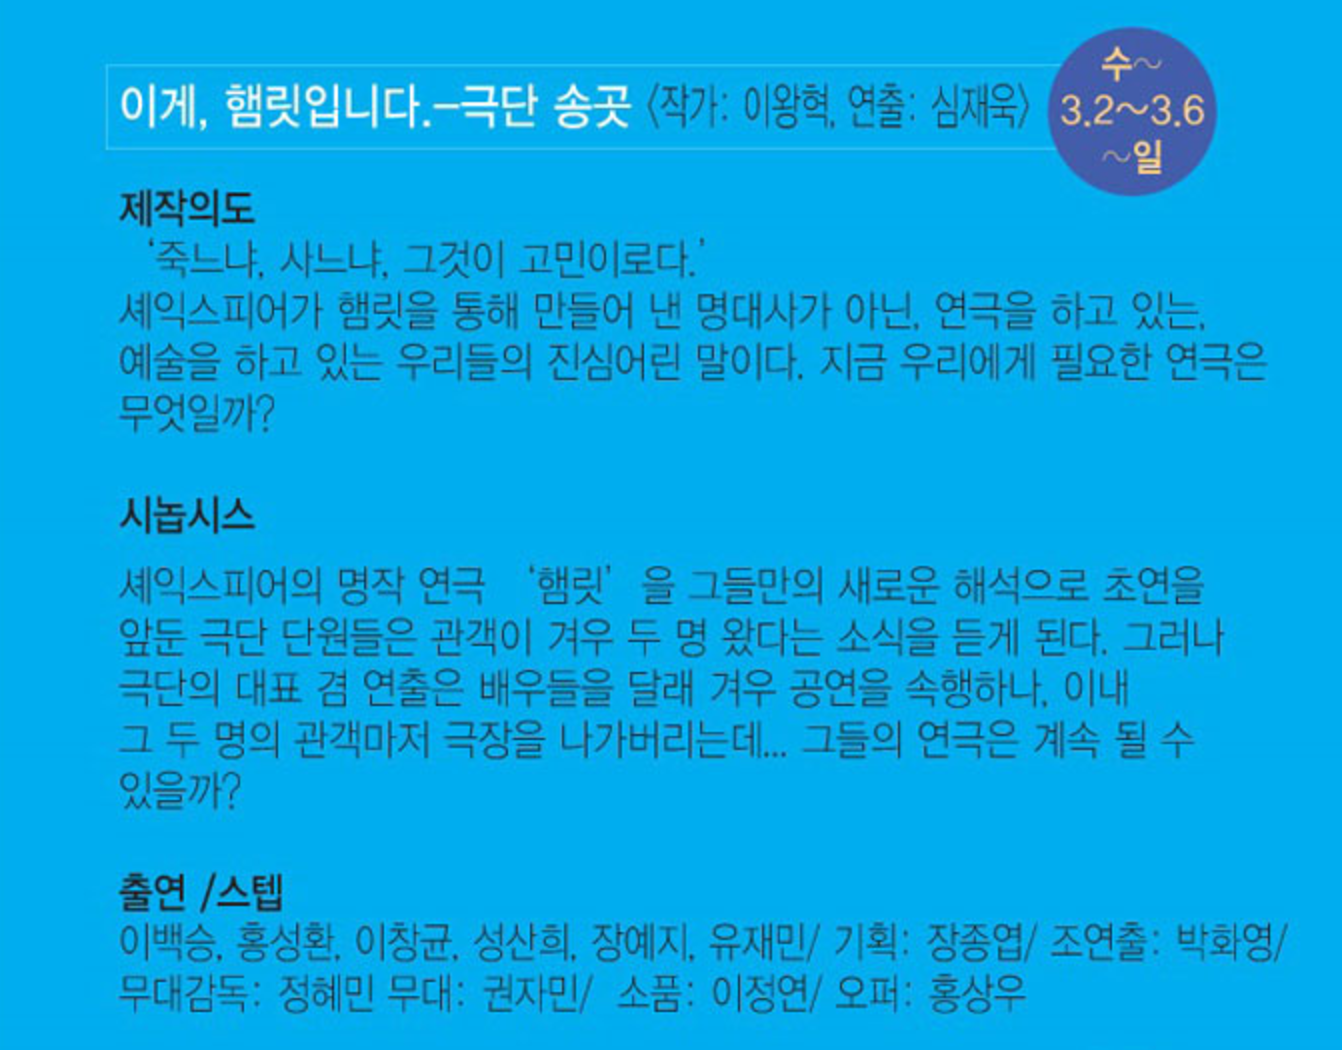 이게, 햄릿입니다.-극단 송곳 〈작가: 이왕혁, 연출: 심재욱〉
수~
3.2~3.6
~일
제작의도
‘죽느냐, 사느냐, 그것이 고민이로다.’
셰익스피어가 햄릿을 통해 만들어 낸 명대사가 아닌, 연극을 하고 있는,
예술을 하고 있는 우리들의 진심어린 말이다. 지금 우리에게 필요한 연극은
무엇일까?
시놉시스
셰익스피어의 명작 연극 ‘햄릿’ 을 그들만의 새로운 해석으로 초연을
앞둔 극단 단원들은 관객이 겨우 두 명 왔다는 소식을 듣게 된다. 그러나
극단의 대표 겸 연출은 배우들을 달래 겨우 공연을 속행하나, 이내
그 두 명의 관객마저 극장을 나가버리는데... 그들의 연극은 계속 될 수
있을까?
출연 /스텝
이백승, 홍성환, 이창균, 성산희, 장예지, 유재민/ 기획: 장종엽/ 조연출: 박화영/
무대감독: 정혜민 무대: 권자민/ 소품: 이정연/ 오퍼: 홍상우